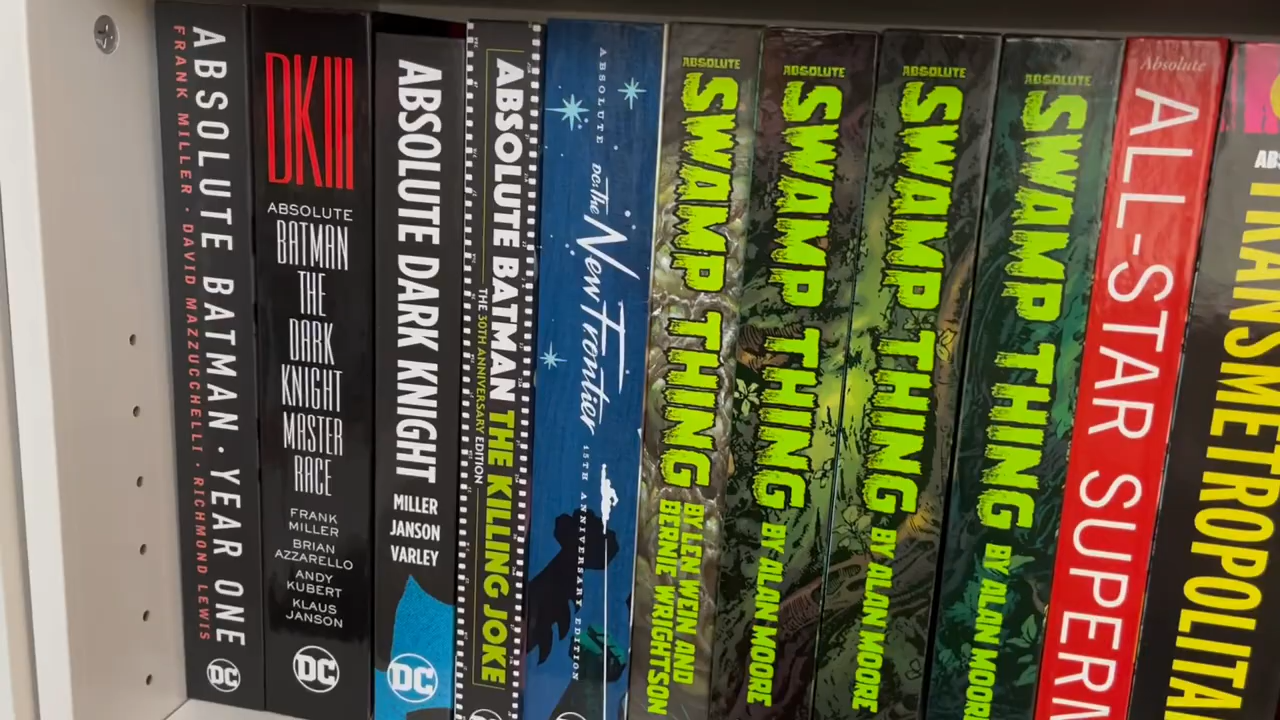 ABSOLUTE BATMAN · YEAR ONE
FRANK MILLER · DAVID MAZZUCCHELLI · RICHMOND LEWIS
DC
DKIII
ABSOLUTE
BATMAN
THE
DARK
KNIGHT
MASTER
RACE
FRANK
MILLER
BRIAN
AZZARELLO
ANDY
KUBERT
KLAUS
JANSON
DC
ABSOLUTE DARK KNIGHT
MILLER
JANSON
VARLEY
DC
ABSOLUTE BATMAN THE KILLING JOKE
THE 30TH ANNIVERSARY EDITION
ABSOLUTE
DC: The New Frontier
15TH ANNIVERSARY EDITION
ABSOLUTE
SWAMP THING
BY LEN WEIN AND
BERNIE WRIGHTSON
ABSOLUTE
SWAMP THING BY ALAN MOORE
ABSOLUTE
SWAMP THING BY ALAN MOORE
ABSOLUTE
SWAMP THING BY ALAN MOOR
Absolute
ALL-STAR SUPERM
AB
TRANSMETROPOLITA